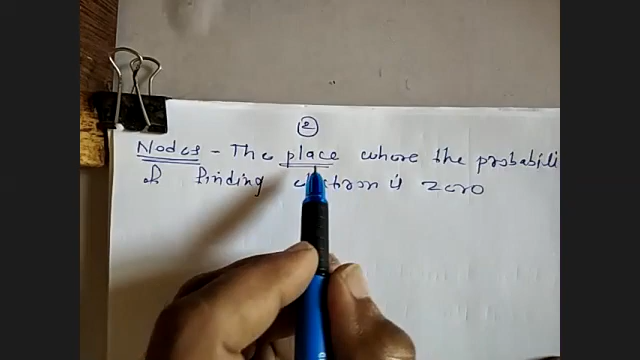 2
Nodes - The place where the probabili
of finding electron is zero